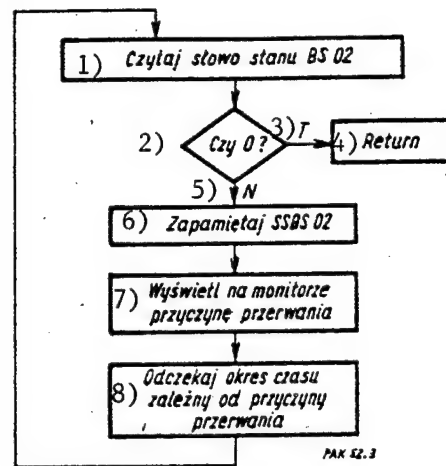 1) Czytaj słowo stanu BS 02
2) Czy 0? 3) T 4) Return
5) N
6) Zapamiętaj SSBS 02
7) Wyświetl na monitorze
przyczynę przerwania
8) Odczekaj okres czasu
zależny od przyczyny
przerwania
PAK 52.3